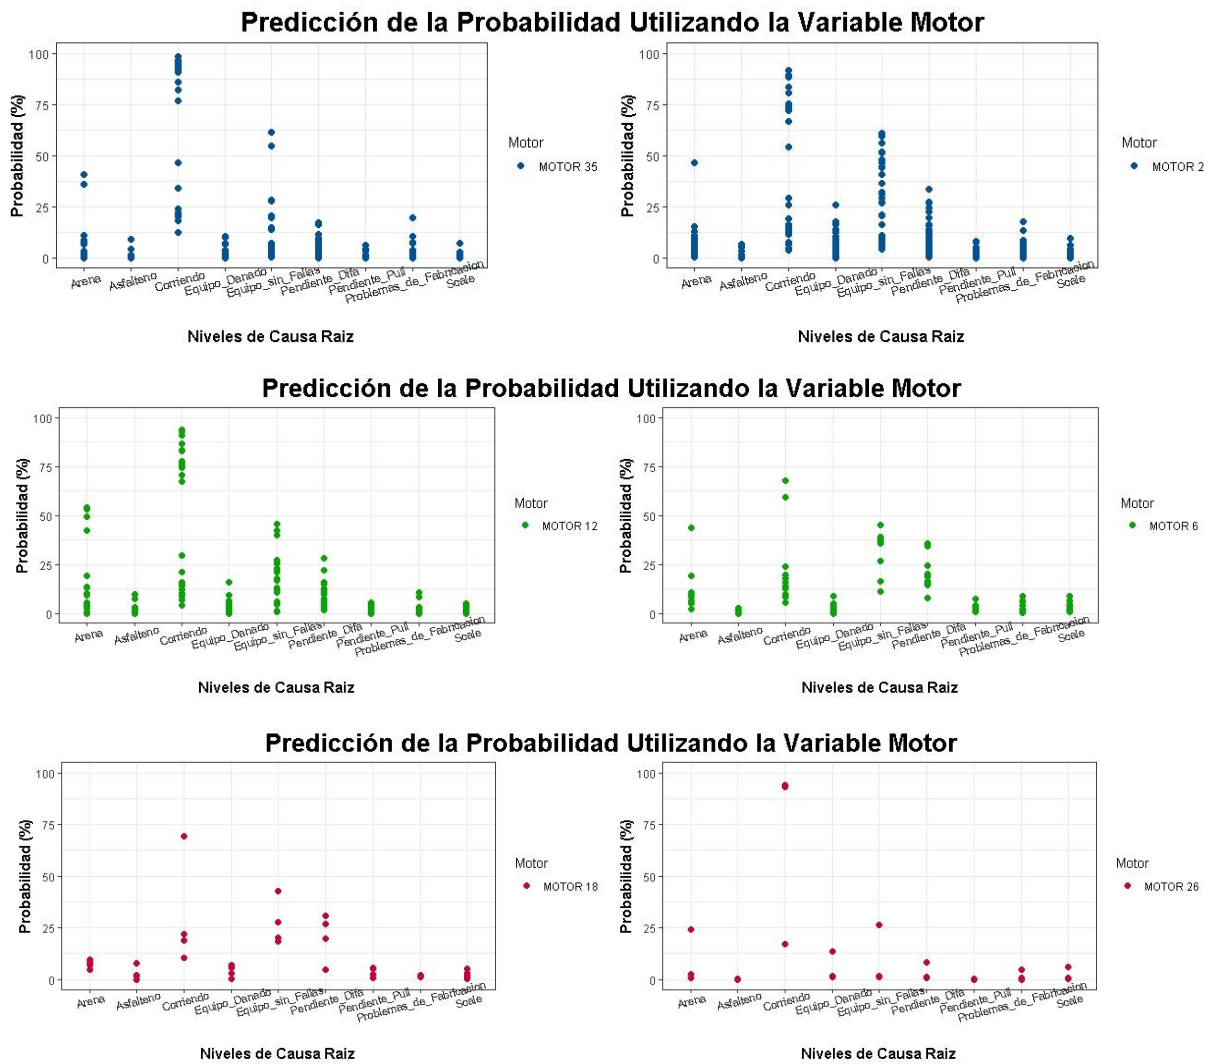 Predicción de la Probabilidad Utilizando la Variable Motor
100
75
50
25
0
Probabilidad (%)
Arena
Asfalteno
Corriendo
Equipo_Danado
Equipo_sin_Fallas
Pendiente_Difa
Pendiente_Pull
Problemas_de_Fabricacion
Scale
Niveles de Causa Raiz
Motor
MOTOR 35
100
75
50
25
0
Probabilidad (%)
Arena
Asfalteno
Corriendo
Equipo_Danado
Equipo_sin_Fallas
Pendiente_Difa
Pendiente_Pull
Problemas_de_Fabricacion
Scale
Niveles de Causa Raiz
Motor
MOTOR 2
Predicción de la Probabilidad Utilizando la Variable Motor
100
75
50
25
0
Probabilidad (%)
Arena
Asfalteno
Corriendo
Equipo_Danado
Equipo_sin_Fallas
Pendiente_Difa
Pendiente_Pull
Problemas_de_Fabricacion
Scale
Niveles de Causa Raiz
Motor
MOTOR 12
100
75
50
25
0
Probabilidad (%)
Arena
Asfalteno
Corriendo
Equipo_Danado
Equipo_sin_Fallas
Pendiente_Difa
Pendiente_Pull
Problemas_de_Fabricacion
Scale
Niveles de Causa Raiz
Motor
MOTOR 6
Predicción de la Probabilidad Utilizando la Variable Motor
100
75
50
25
0
Probabilidad (%)
Arena
Asfalteno
Corriendo
Equipo_Danado
Equipo_sin_Fallas
Pendiente_Difa
Pendiente_Pull
Problemas_de_Fabricacion
Scale
Niveles de Causa Raiz
Motor
MOTOR 18
100
75
50
25
0
Probabilidad (%)
Arena
Asfalteno
Corriendo
Equipo_Danado
Equipo_sin_Fallas
Pendiente_Difa
Pendiente_Pull
Problemas_de_Fabricacion
Scale
Niveles de Causa Raiz
Motor
MOTOR 26